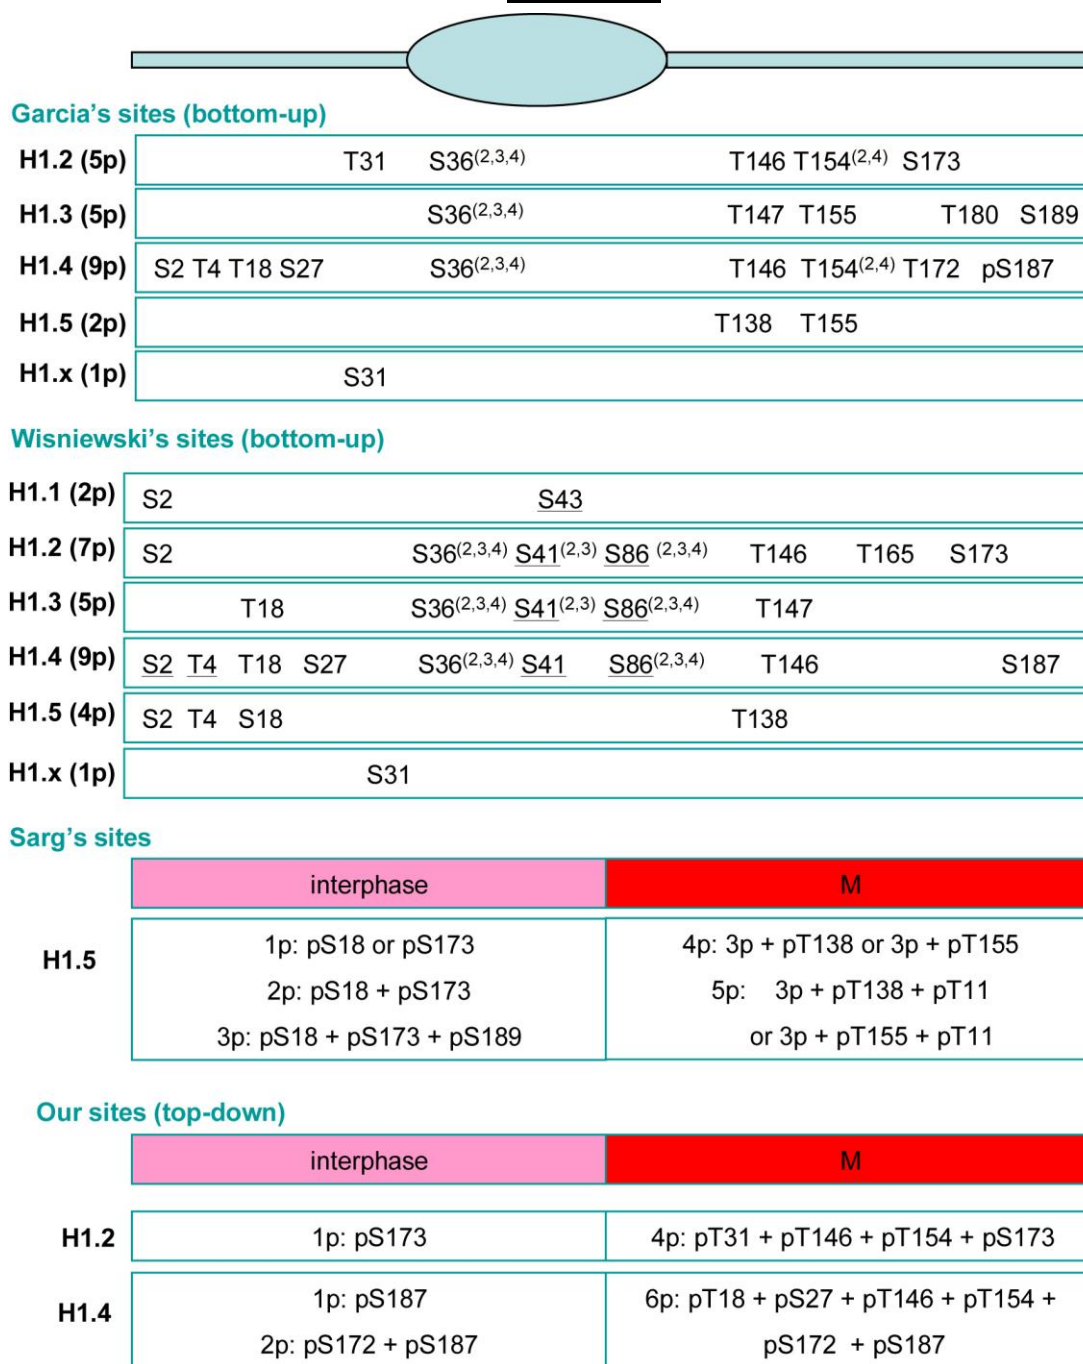 Garcia's sites (bottom-up)
H1.2 (5p) T31 S36(2,3,4) T146 T154(2,4) S173
H1.3 (5p) S36(2,3,4) T147 T155 T180 S189
H1.4 (9p) S2 T4 T18 S27 S36(2,3,4) T146 T154(2,4) T172 pS187
H1.5 (2p) T138 T155
H1.x (1p) S31
Wisniewski's sites (bottom-up)
H1.1 (2p) S2 S43
H1.2 (7p) S2 S36(2,3,4) S41(2,3) S86 (2,3,4) T146 T165 S173
H1.3 (5p) T18 S36(2,3,4) S41(2,3) S86(2,3,4) T147
H1.4 (9p) S2 T4 T18 S27 S36(2,3,4) S41 S86(2,3,4) T146 S187
H1.5 (4p) S2 T4 S18 T138
H1.x (1p) S31
Sarg's sites
interphase M
H1.5
1p: pS18 or pS173 4p: 3p + pT138 or 3p + pT155
2p: pS18 + pS173 5p: 3p + pT138 + pT11
3p: pS18 + pS173 + pS189 or 3p + pT155 + pT11
Our sites (top-down)
interphase M
H1.2 1p: pS173 4p: pT31 + pT146 + pT154 + pS173
H1.4
1p: pS187 6p: pT18 + pS27 + pT146 + pT154 +
2p: pS172 + pS187 pS172 + pS187